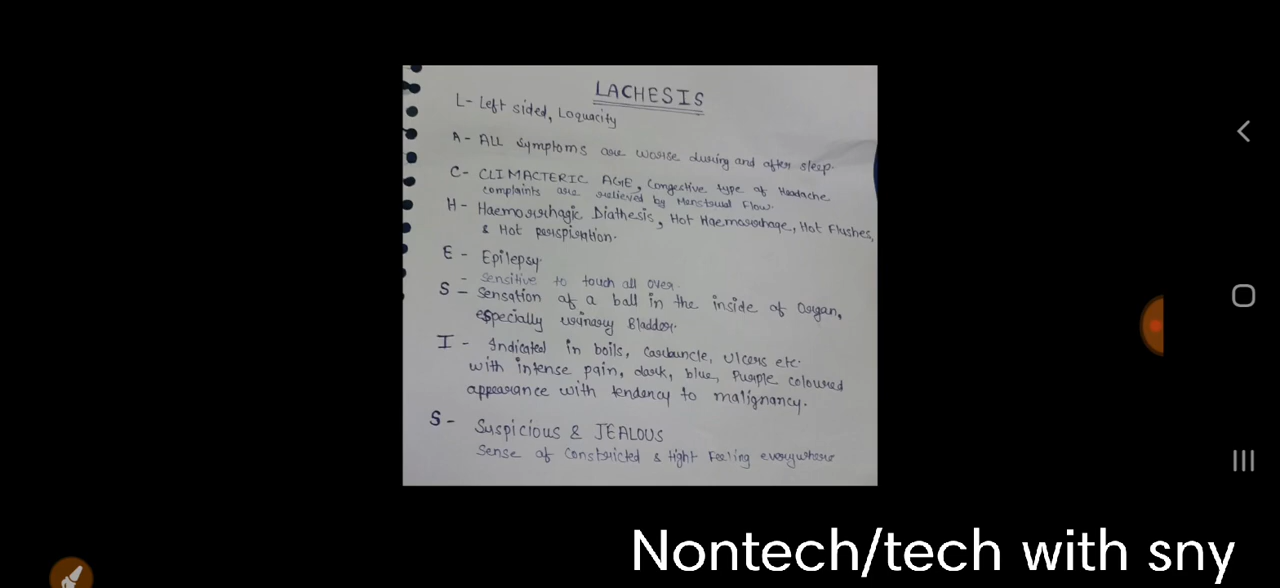 LACHESIS
L- Left sided, Loquacity
A- ALL symptoms are worse during and after sleep.
C- CLIMACTERIC AGE, Congestive type of Headache
complaints are relieved by Menstrual Flow.
H- Haemorrhagic Diathesis, Hot Haemorrhage, Hot Flushes,
& Hot perspiration.
E- Epilepsy.
- Sensitive to touch all over.
S- Sensation of a ball in the inside of Organ,
especially urinary Bladder.
I- Indicated in boils, Carbuncle, Ulcers etc.
with intense pain, dark, blue, Purple coloured
appearance with tendency to malignancy.
S- Suspicious & JEALOUS
Sense of Constricted & tight Feeling everywhere
Nontech/tech with sny